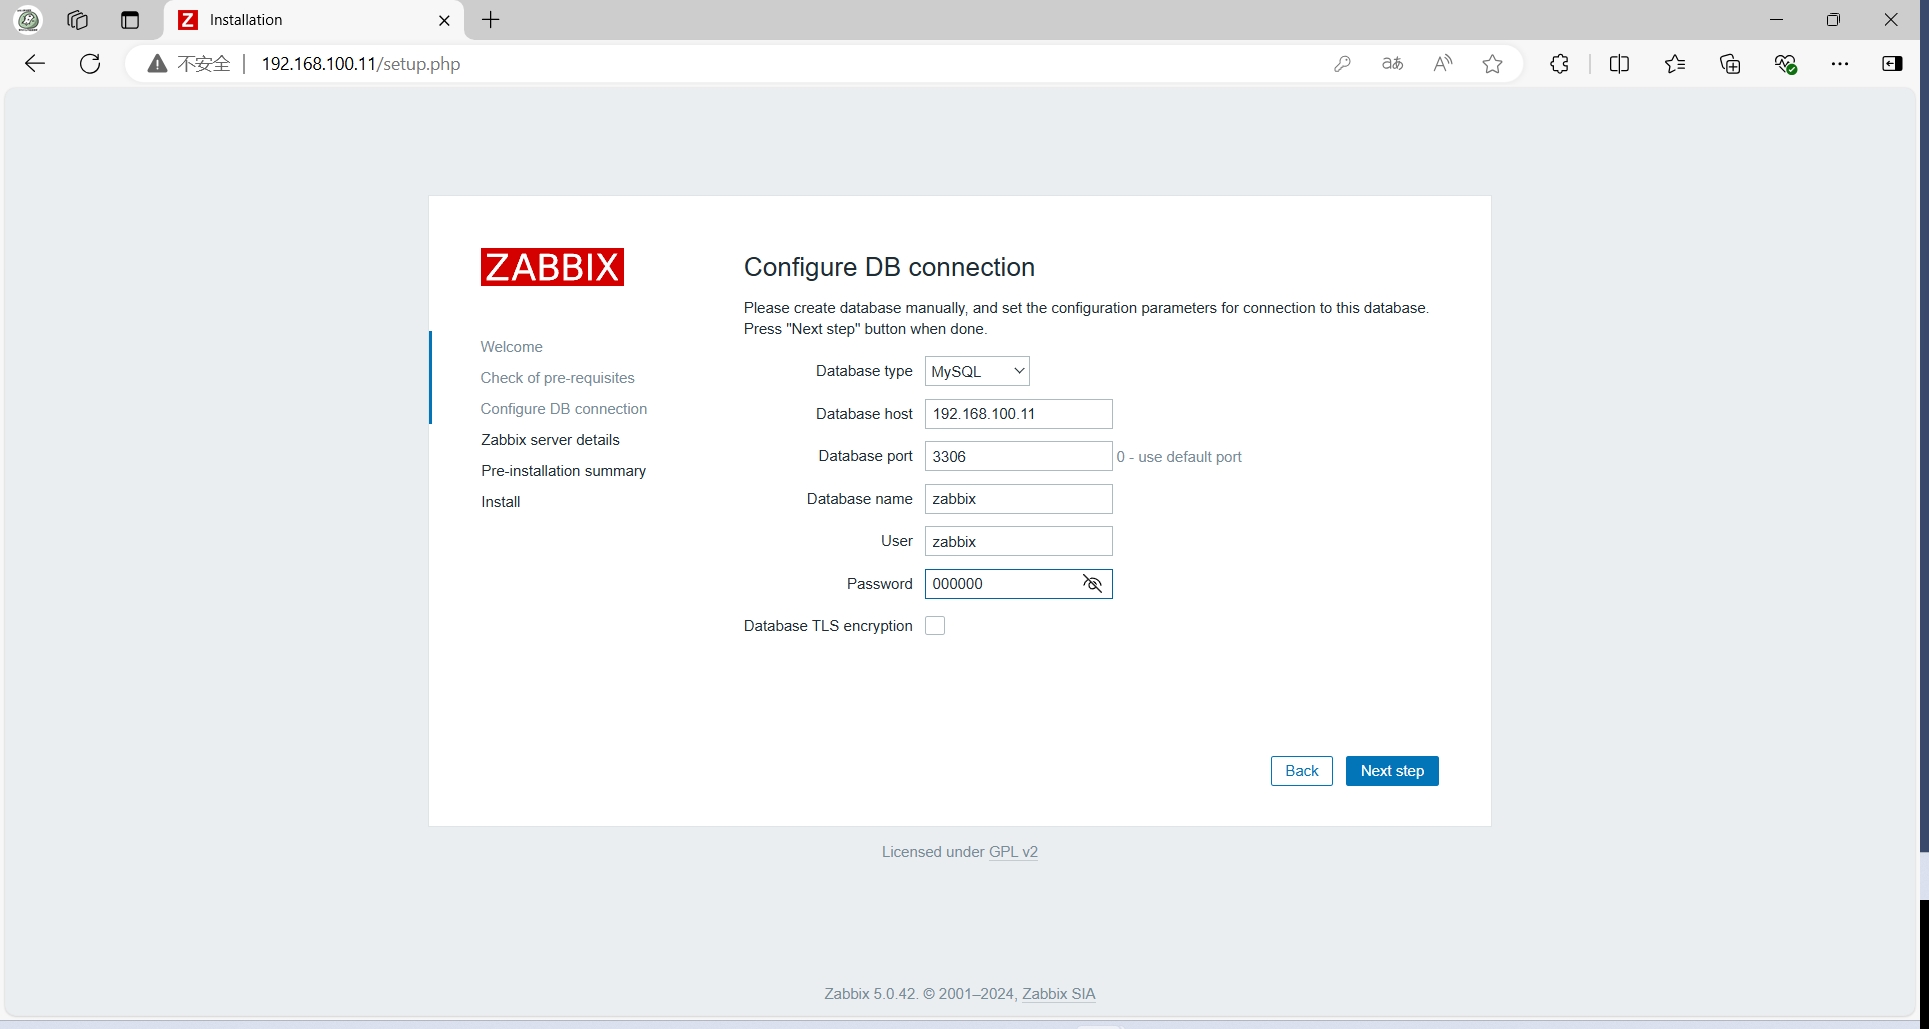 Installation
不安全
192.168.100.11/setup.php
ZABBIX
Welcome
Check of pre-requisites
Configure DB connection
Zabbix server details
Pre-installation summary
Install
Configure DB connection
Please create database manually, and set the configuration parameters for connection to this database.
Press "Next step" button when done.
Database type MySQL
Database host 192.168.100.11
Database port 3306 0 - use default port
Database name zabbix
User zabbix
Password 000000
Database TLS encryption
Back Next step
Licensed under GPL v2
Zabbix 5.0.42. © 2001–2024, Zabbix SIA